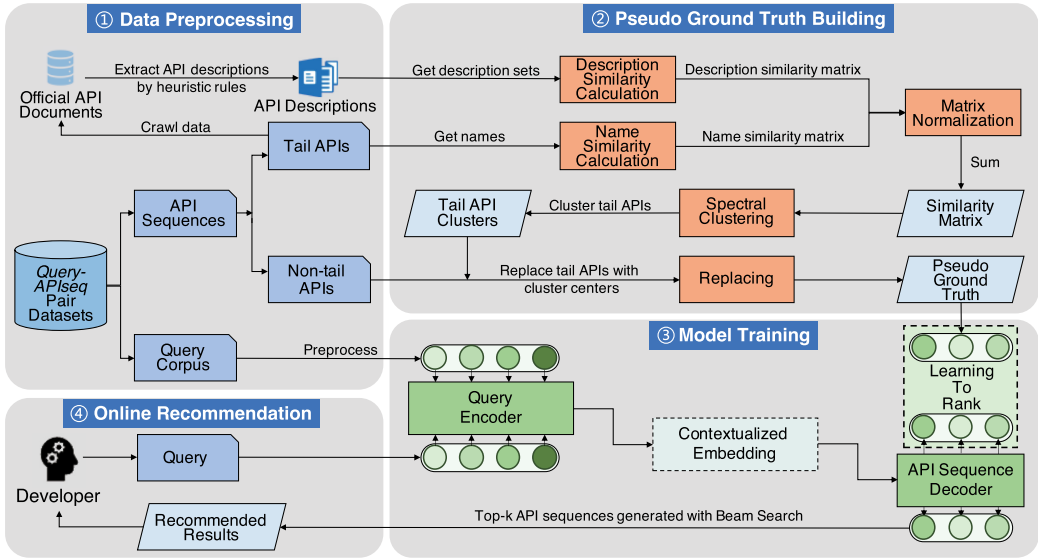 ① Data Preprocessing
Official API
Documents
Extract API descriptions
by heuristic rules
API Descriptions
Crawl data
Tail APIs
API
Sequences
Query-
APIseq
Pair
Datasets
Non-tail
APIs
Query
Corpus
② Pseudo Ground Truth Building
Get description sets
Description
Similarity
Calculation
Description similarity matrix
Get names
Name
Similarity
Calculation
Name similarity matrix
Matrix
Normalization
Sum
Similarity
Matrix
Spectral
Clustering
Cluster tail APIs
Tail API
Clusters
Replace tail APIs with
cluster centers
Replacing
Pseudo
Ground
Truth
③ Model Training
Preprocess
Query
Encoder
Contextualized
Embedding
Learning
To
Rank
API Sequence
Decoder
Top-k API sequences generated with Beam Search
④ Online Recommendation
Developer
Query
Recommended
Results